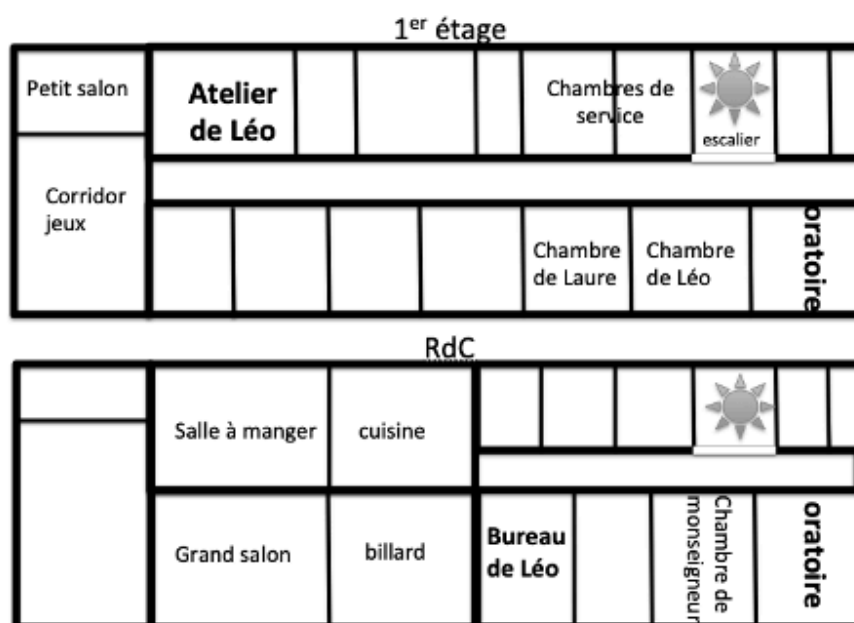 1er étage
Petit salon
Atelier
de Léo
Chambres de
service
escalier
Corridor
jeux
Chambre
de Laure
Chambre
de Léo
oratoire
RdC
Salle à manger
cuisine
Grand salon
billard
Bureau
de Léo
Chambre de
monseigneur
oratoire